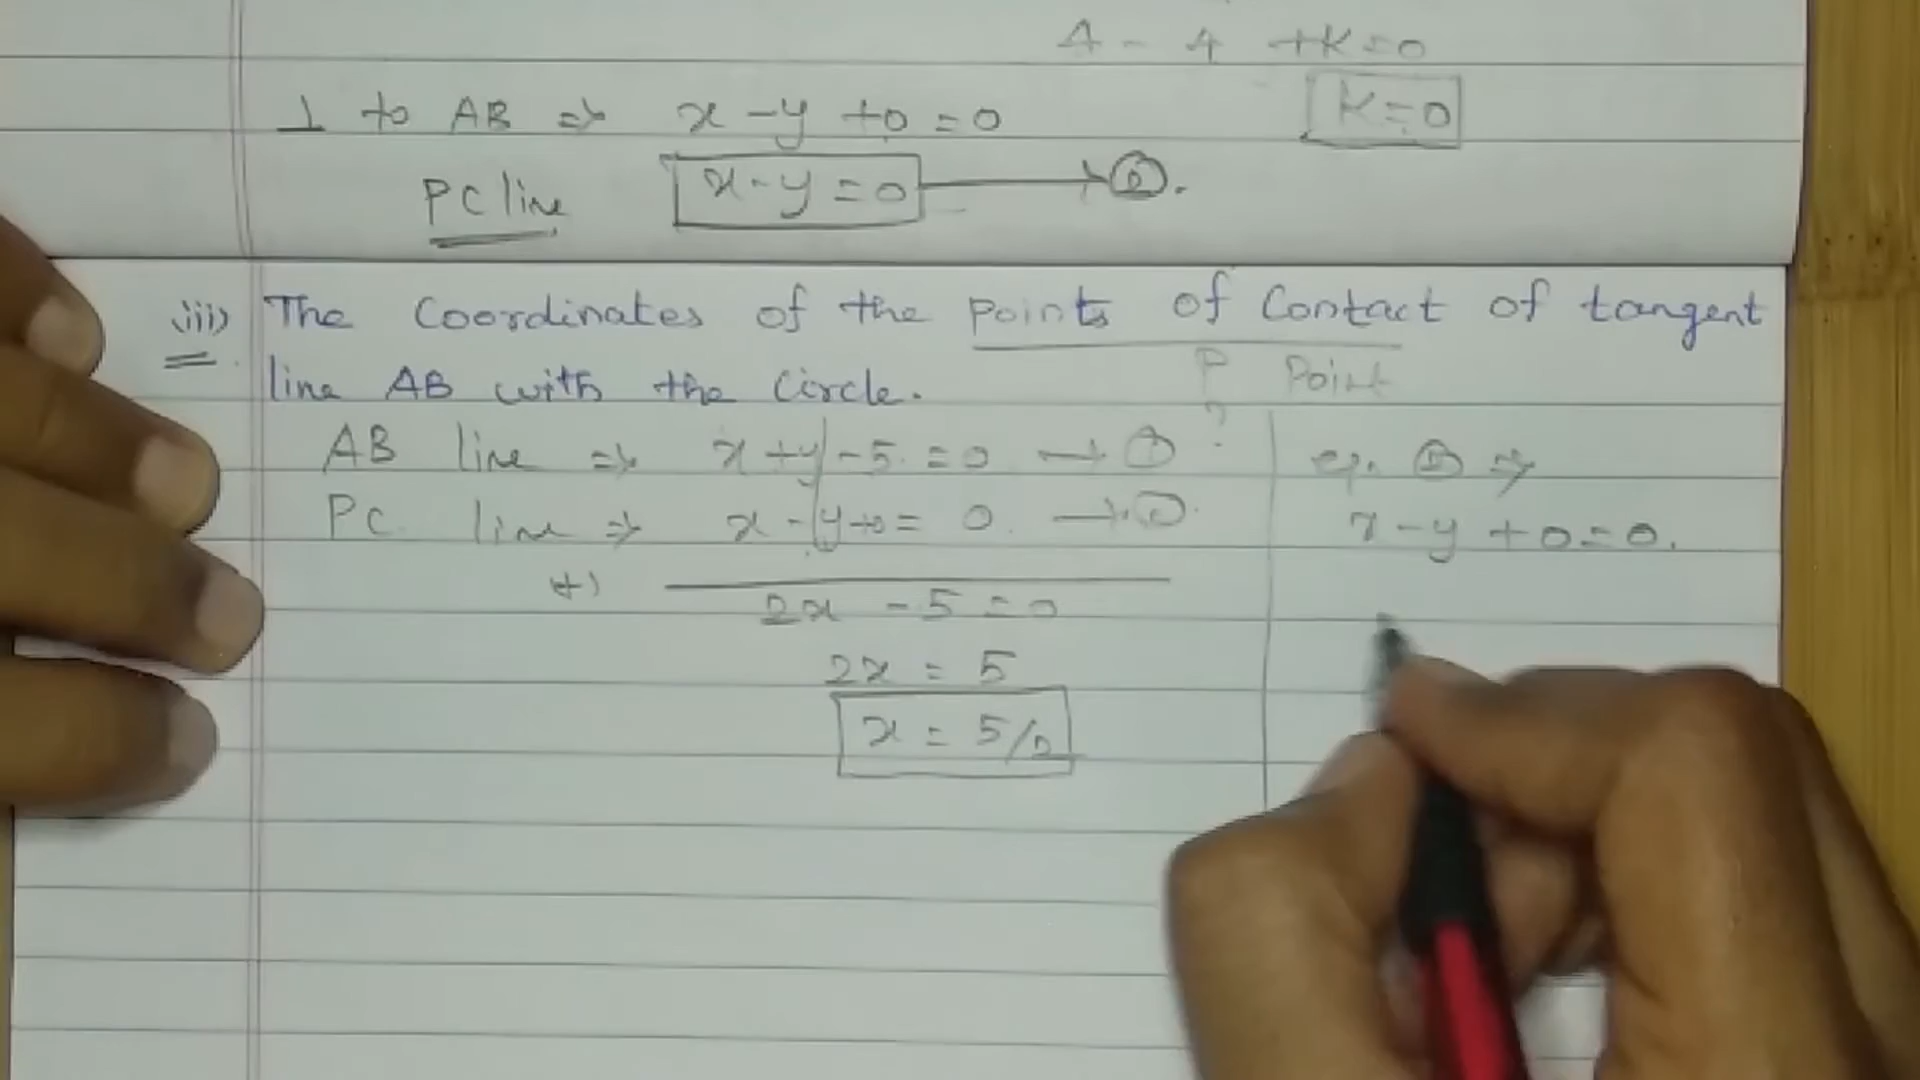 4 - 4 + K = 0
⊥ to AB ⇒ x - y + 0 = 0
K = 0
PC line x - y = 0 → ②.
iii) The Coordinates of the Points of Contact of tangent
line AB with the Circle. P Point
?
AB line ⇒ x + y - 5 = 0 → ①
PC line ⇒ x - y + 0 = 0. → ②.
(+)
2x - 5 = 0
2x = 5
x = 5/2
eq. ② ⇒
x - y + 0 = 0.